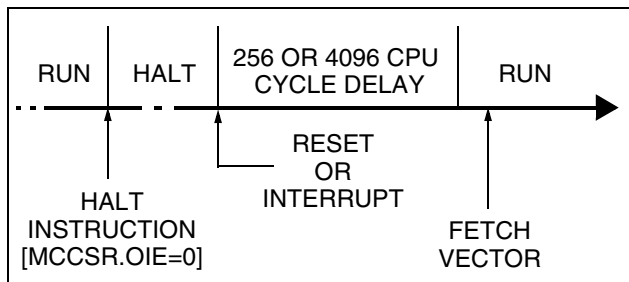 RUN
HALT
256 OR 4096 CPU
CYCLE DELAY
RUN
HALT
INSTRUCTION
[MCCSR.OIE=0]
RESET
OR
INTERRUPT
FETCH
VECTOR